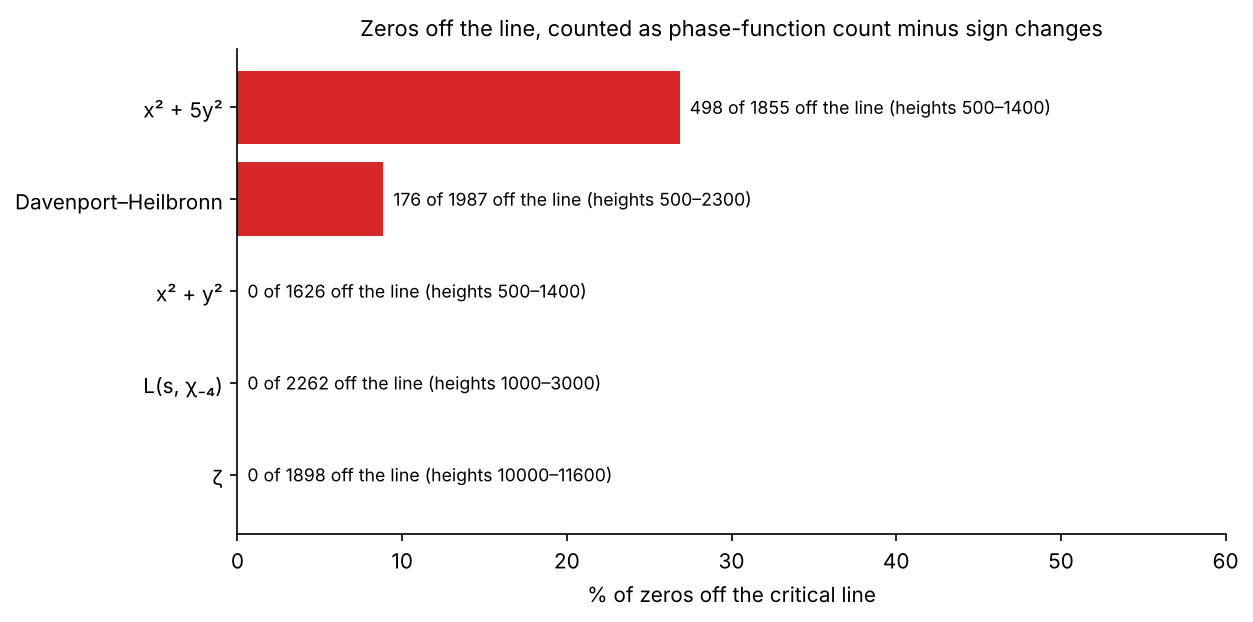 Zeros off the line, counted as phase-function count minus sign changes
x² + 5y²
498 of 1855 off the line (heights 500–1400)
Davenport–Heilbronn
176 of 1987 off the line (heights 500–2300)
x² + y²
0 of 1626 off the line (heights 500–1400)
L(s, χ₋₄)
0 of 2262 off the line (heights 1000–3000)
ζ
0 of 1898 off the line (heights 10000–11600)
0 10 20 30 40 50 60
% of zeros off the critical line